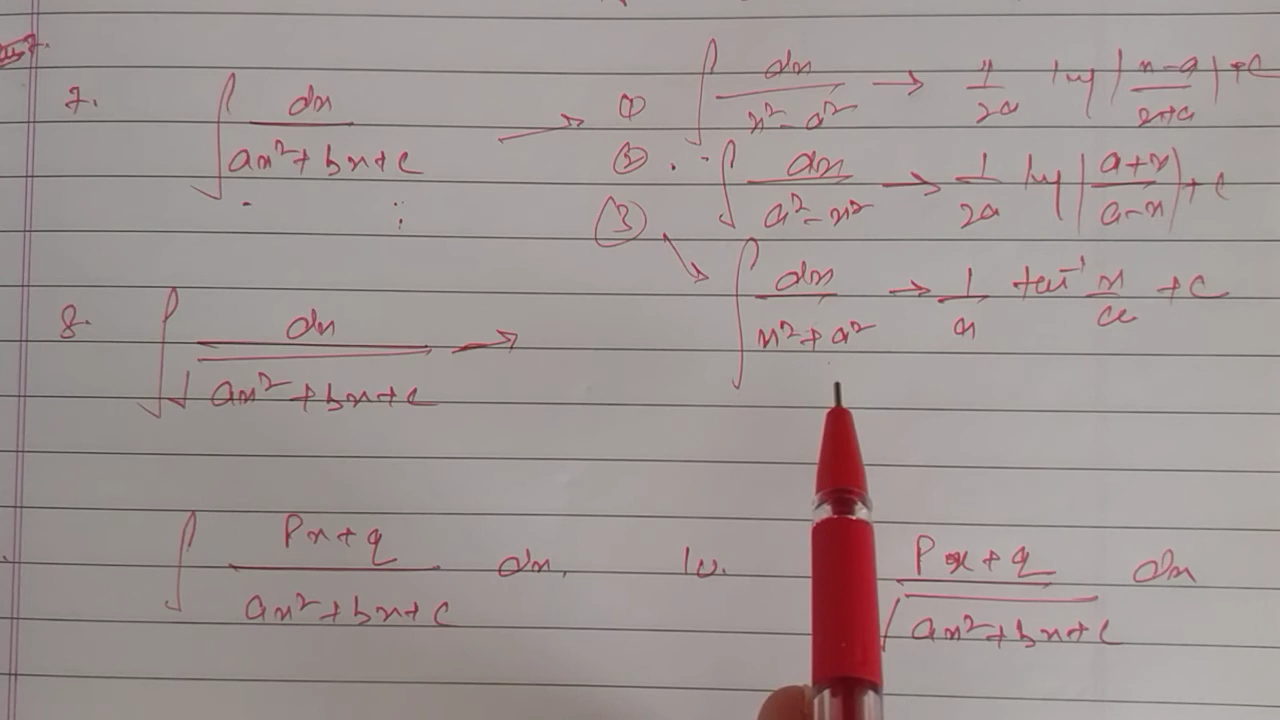 7. ∫ dx / (ax² + bx + c) → ① ∫ dx / (x² - a²) → 1/2a log |(x - a)/(x + a)| + C
② ∫ dx / (a² - x²) → 1/2a log |(a + x)/(a - x)| + C
③ → ∫ dx / (x² + a²) → 1/a tan⁻¹ x/a + C
8. ∫ dx / √(ax² + bx + c) →
∫ (Px + q) / (ax² + bx + c) dx, 10. (Px + q) / √(ax² + bx + c) dx